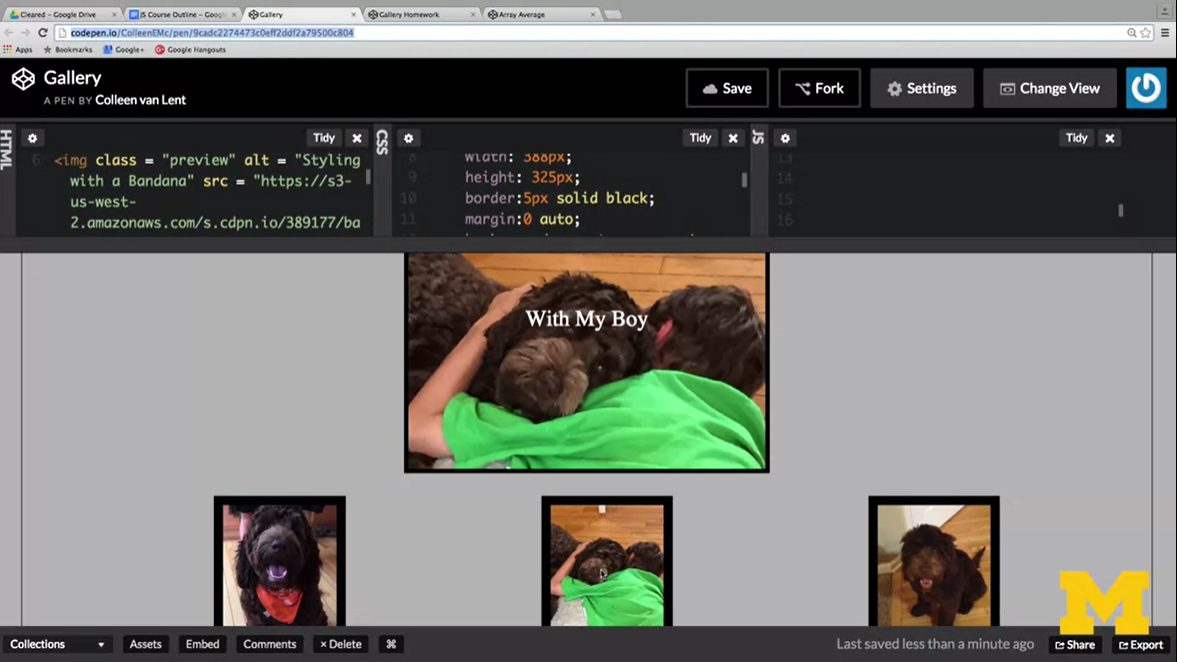 Cleared - Google Drive
JS Course Outline - Googl
Gallery
Gallery Homework
Array Average
codepen.io/ColleenEMc/pen/9cadc2274473c0eff2ddf2a79500c804
Apps
Bookmarks
Google+
Google Hangouts
Gallery
A PEN BY Colleen van Lent
Save
Fork
Settings
Change View
HTML
Tidy
6 <img class = "preview" alt = "Styling
with a Bandana" src = "https://s3-
us-west-
2.amazonaws.com/s.cdpn.io/389177/ba
CSS
Tidy
8 width: 388px;
9 height: 325px;
10 border:5px solid black;
11 margin:0 auto;
JS
Tidy
13
14
15
16
With My Boy
M
Collections
Assets
Embed
Comments
× Delete
⌘
Last saved less than a minute ago
Share
Export